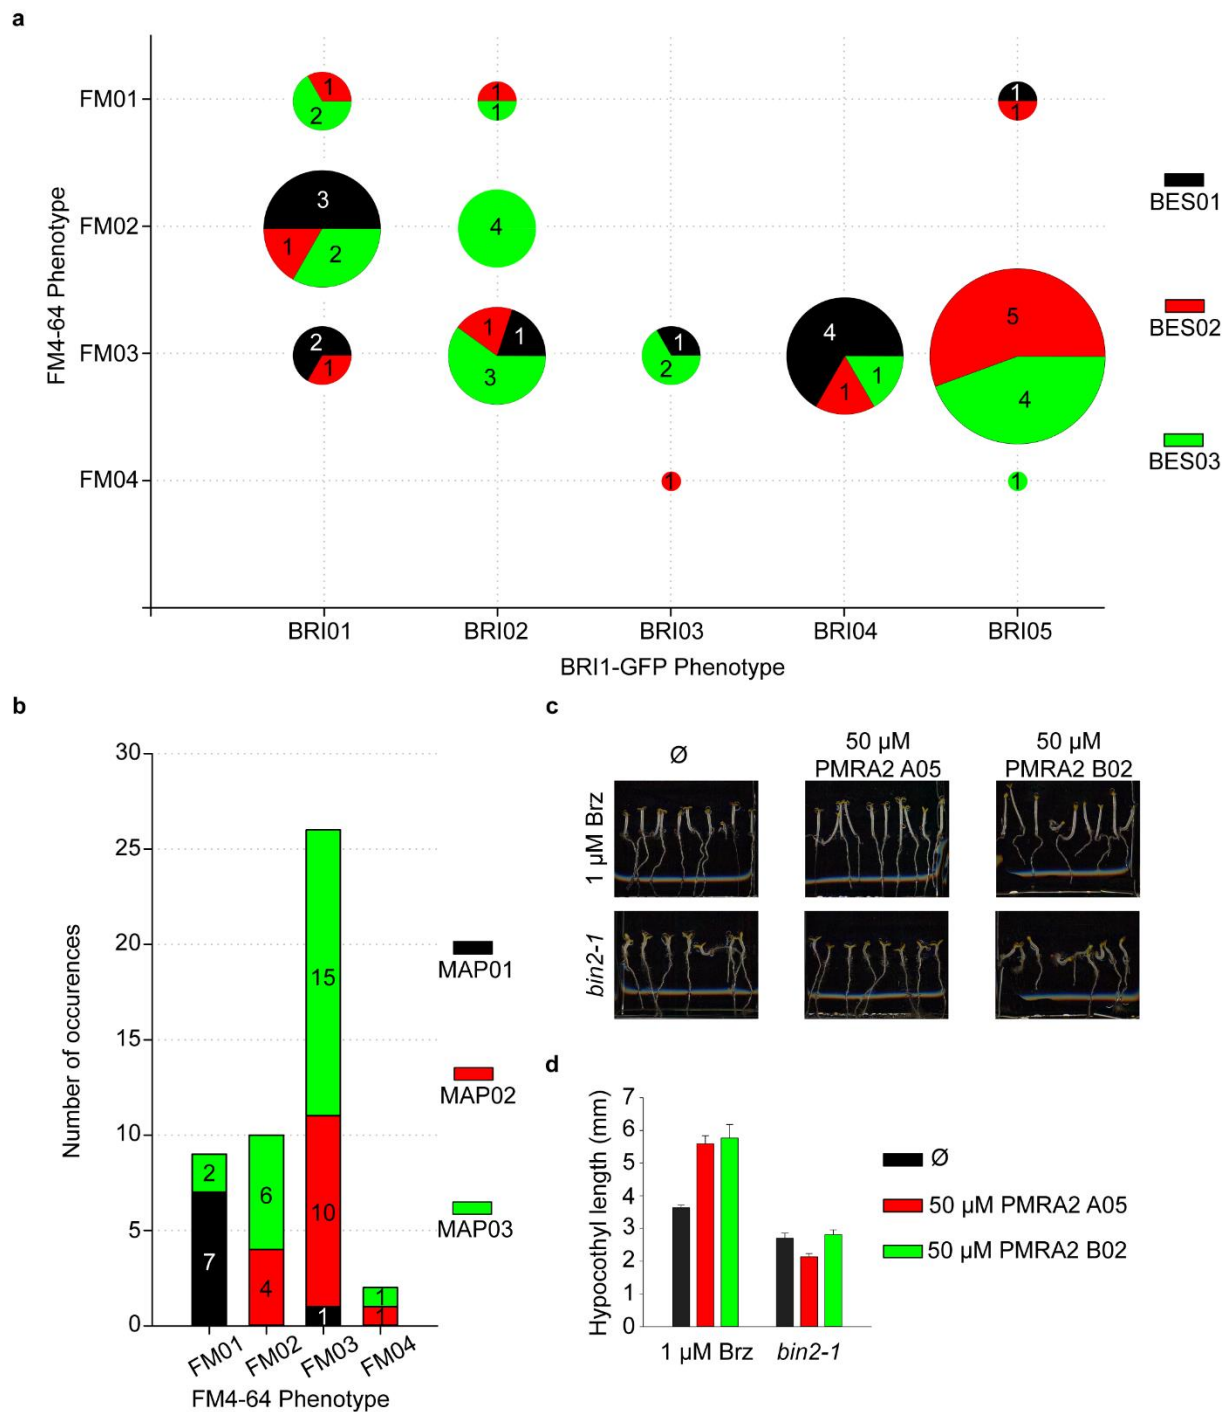 a
FM01
1
2
1
1
1
1
FM02
3
1
2
4
FM03
2
1
1
1
3
1
2
4
1
1
5
4
FM04
1
1
FM4-64 Phenotype
BRI01
BRI02
BRI03
BRI04
BRI05
BRI1-GFP Phenotype
BES01
BES02
BES03
b
30
25
20
15
10
5
0
Number of occurences
2
7
6
4
15
10
1
1
1
FM01
FM02
FM03
FM04
FM4-64 Phenotype
MAP01
MAP02
MAP03
c
Ø
50 µM
PMRA2 A05
50 µM
PMRA2 B02
1 µM Brz
bin2-1
d
Hypocothyl length (mm)
7
6
5
4
3
2
1
0
1 µM Brz
bin2-1
Ø
50 µM PMRA2 A05
50 µM PMRA2 B02